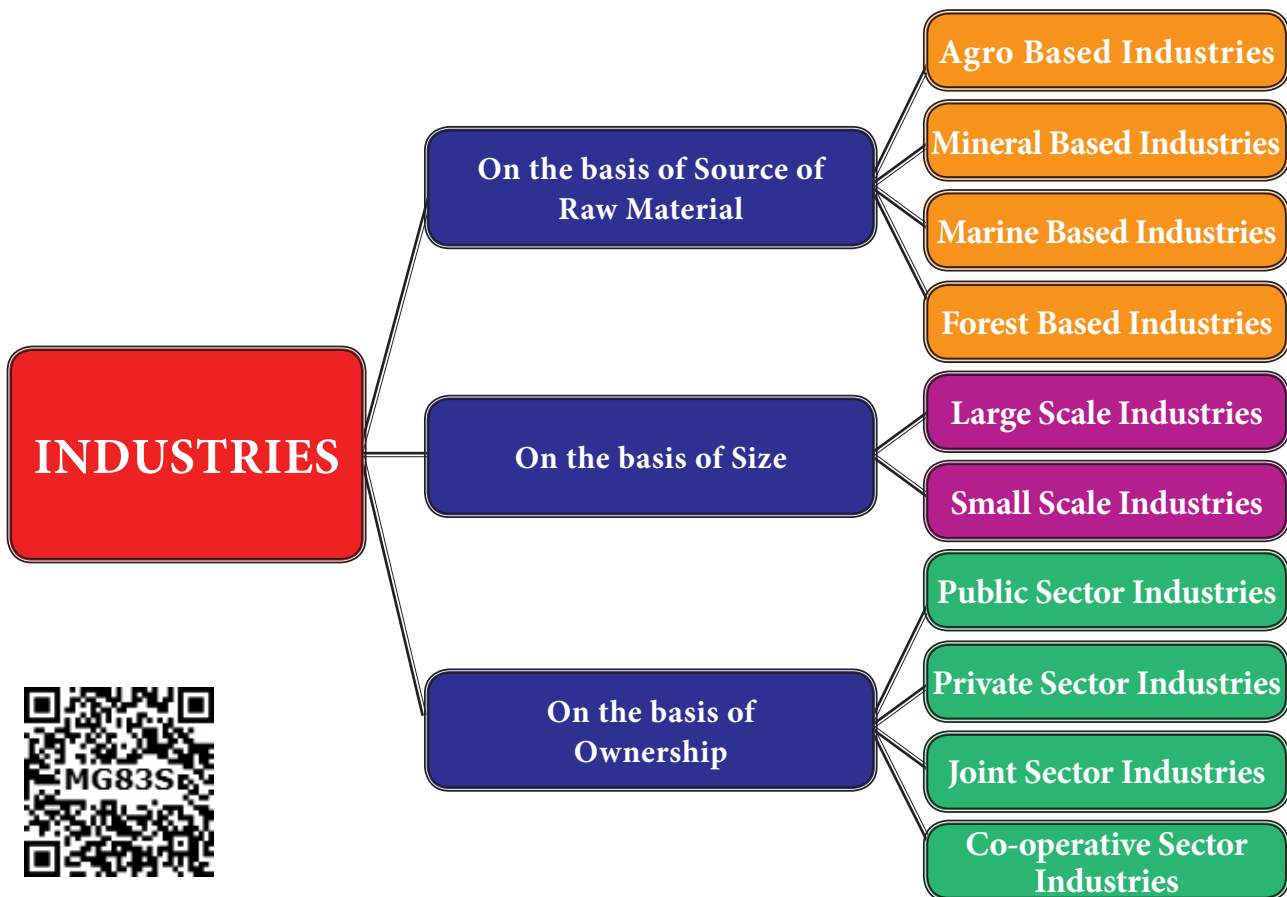 INDUSTRIES
On the basis of Source of
Raw Material
Agro Based Industries
Mineral Based Industries
Marine Based Industries
Forest Based Industries
On the basis of Size
Large Scale Industries
Small Scale Industries
On the basis of
Ownership
Public Sector Industries
Private Sector Industries
Joint Sector Industries
Co-operative Sector
Industries
MG83S